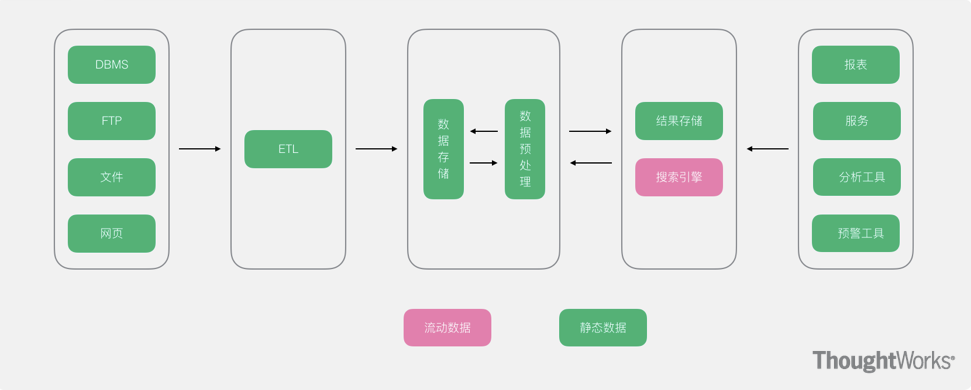 DBMS
FTP
文件
网页
ETL
数据存储
数据预处理
结果存储
搜索引擎
报表
服务
分析工具
预警工具
流动数据
静态数据
ThoughtWorks®